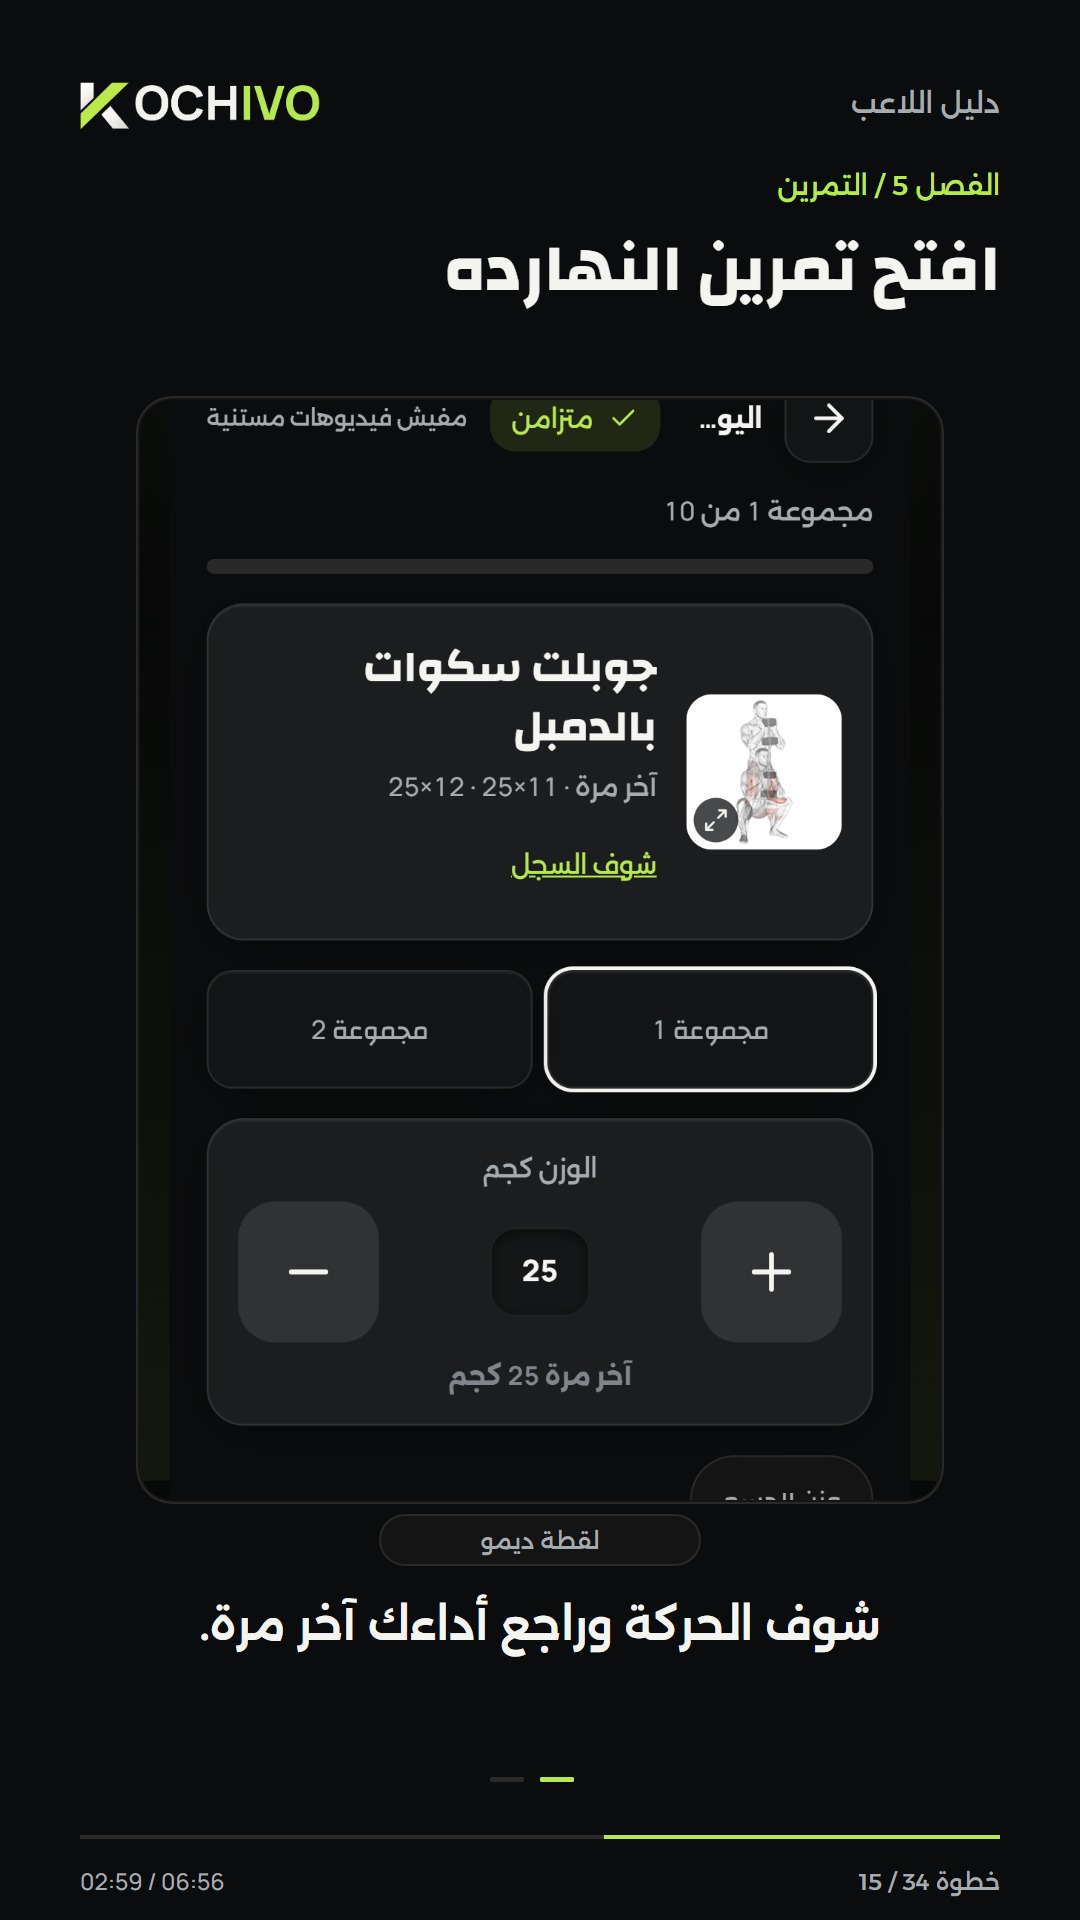 KOCHIVO
دليل اللاعب
الفصل 5 / التمرين
افتح تمرين النهارده
اليو...
متزامن
مفيش فيديوهات مستنية
مجموعة 1 من 10
جوبلت سكوات
بالدمبل
آخر مرة · 11×25 · 12×25
شوف السجل
مجموعة 1
مجموعة 2
الوزن كجم
25
آخر مرة 25 كجم
لقطة ديمو
شوف الحركة وراجع أداءك آخر مرة.
خطوة 15 / 34
02:59 / 06:56